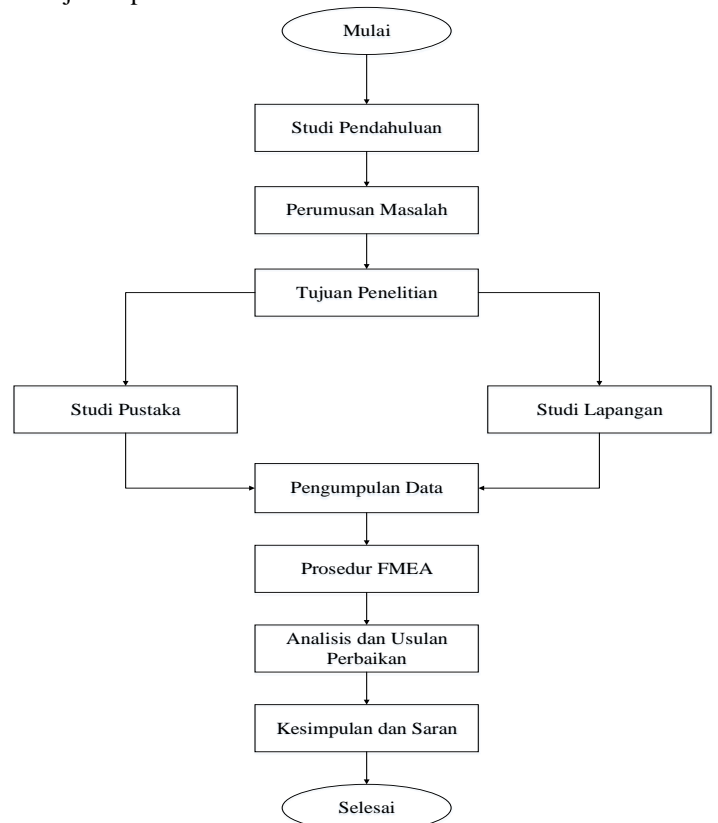 Mulai
Studi Pendahuluan
Perumusan Masalah
Tujuan Penelitian
Studi Pustaka
Studi Lapangan
Pengumpulan Data
Prosedur FMEA
Analisis dan Usulan
Perbaikan
Kesimpulan dan Saran
Selesai